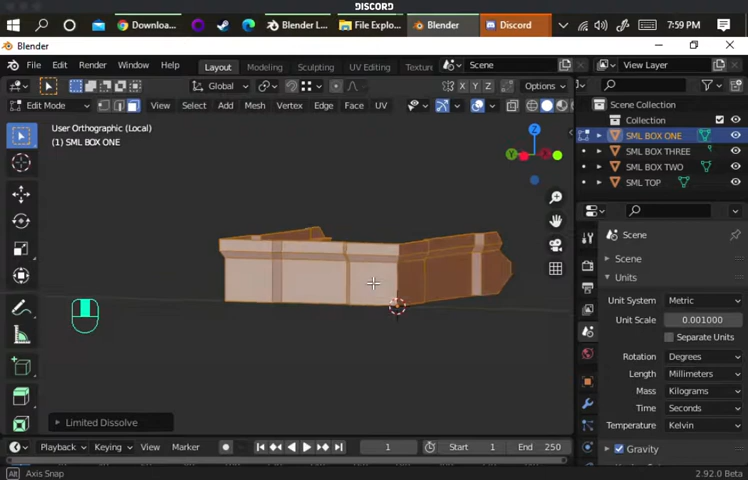 DISCORD
Downloa...
Blender L...
File Explo...
Blender
Discord
7:59 PM
Blender
File Edit Render Window Help Layout Modeling Sculpting UV Editing Textur Scene View Layer
Global X Y Z Options
Edit Mode View Select Add Mesh Vertex Edge Face UV
User Orthographic (Local)
(1) SML BOX ONE
Z
Y
Scene Collection
Collection
SML BOX ONE
SML BOX THREE
SML BOX TWO
SML TOP
Scene
Scene
Units
Unit System Metric
Unit Scale 0.001000
Separate Units
Rotation Degrees
Length Millimeters
Mass Kilograms
Time Seconds
Temperature Kelvin
Gravity
Limited Dissolve
Playback Keying View Marker 1 Start 1 End 250
Alt Axis Snap
2.92.0 Beta